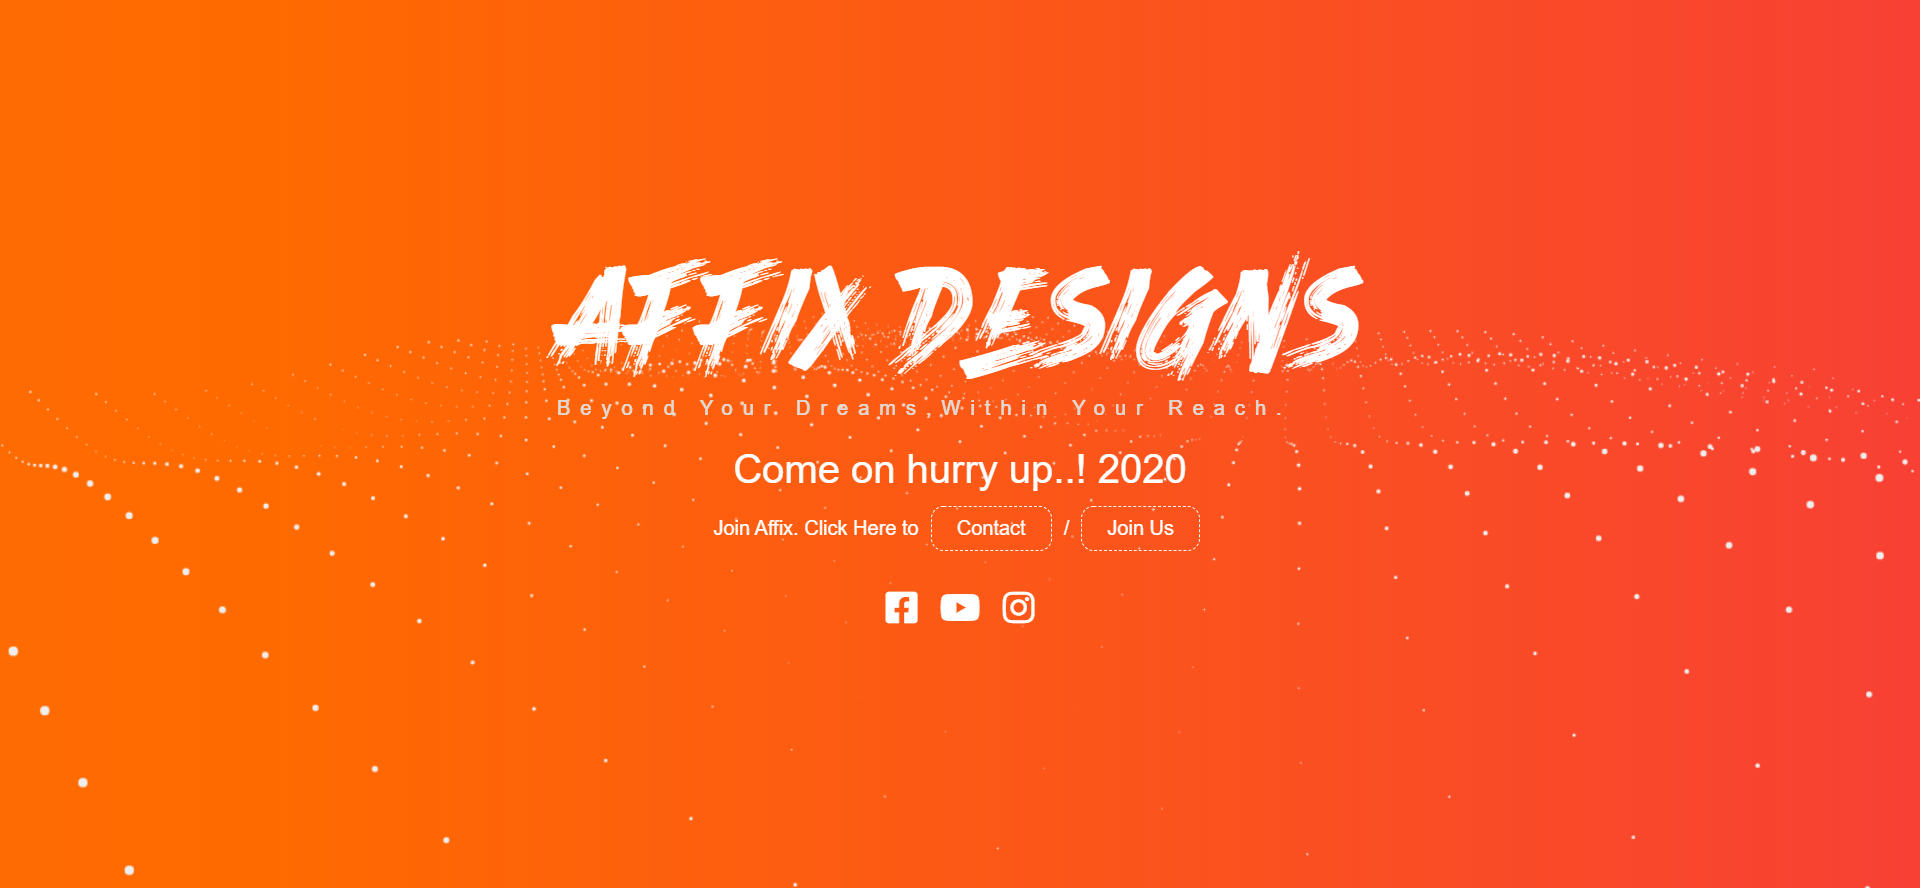 AFFIX DESIGNS
Beyond Your Dreams,Within Your Reach.
Come on hurry up..! 2020
Join Affix. Click Here to Contact / Join Us